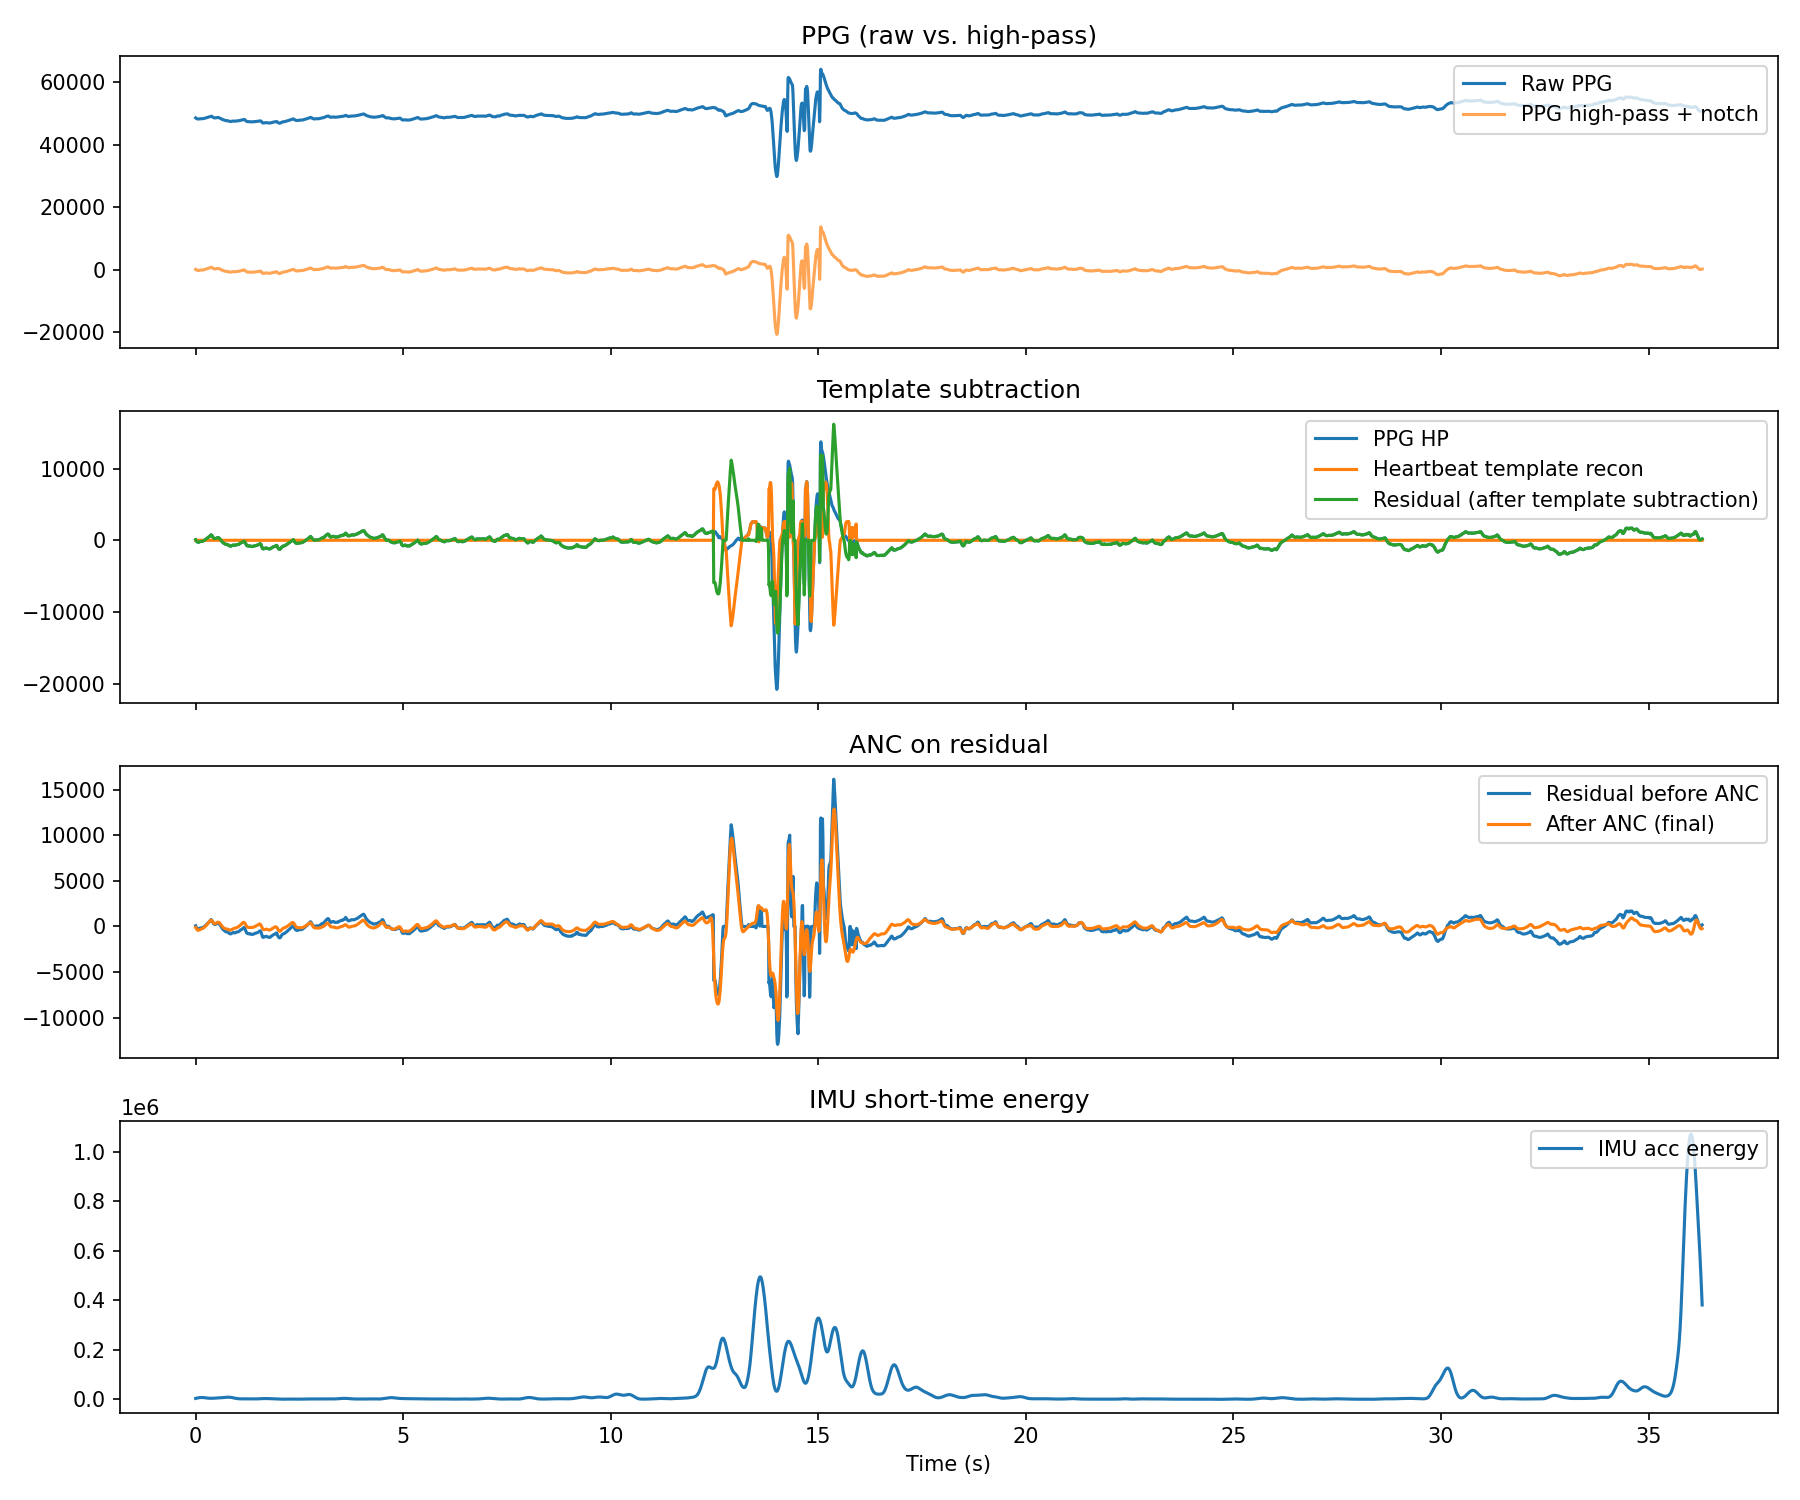 PPG (raw vs. high-pass)
60000
40000
20000
0
−20000
Raw PPG
PPG high-pass + notch
Template subtraction
10000
0
−10000
−20000
PPG HP
Heartbeat template recon
Residual (after template subtraction)
ANC on residual
15000
10000
5000
0
−5000
−10000
Residual before ANC
After ANC (final)
IMU short-time energy
1e6
1.0
0.8
0.6
0.4
0.2
0.0
IMU acc energy
0 5 10 15 20 25 30 35
Time (s)